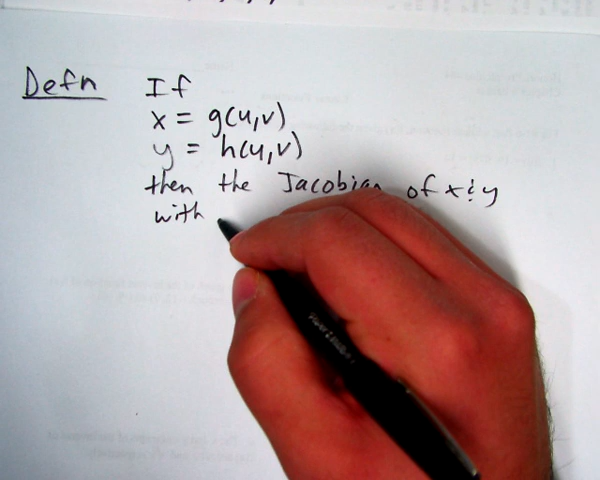 Defn If
x = g(u,v)
y = h(u,v)
then the Jacobian of x & y
with